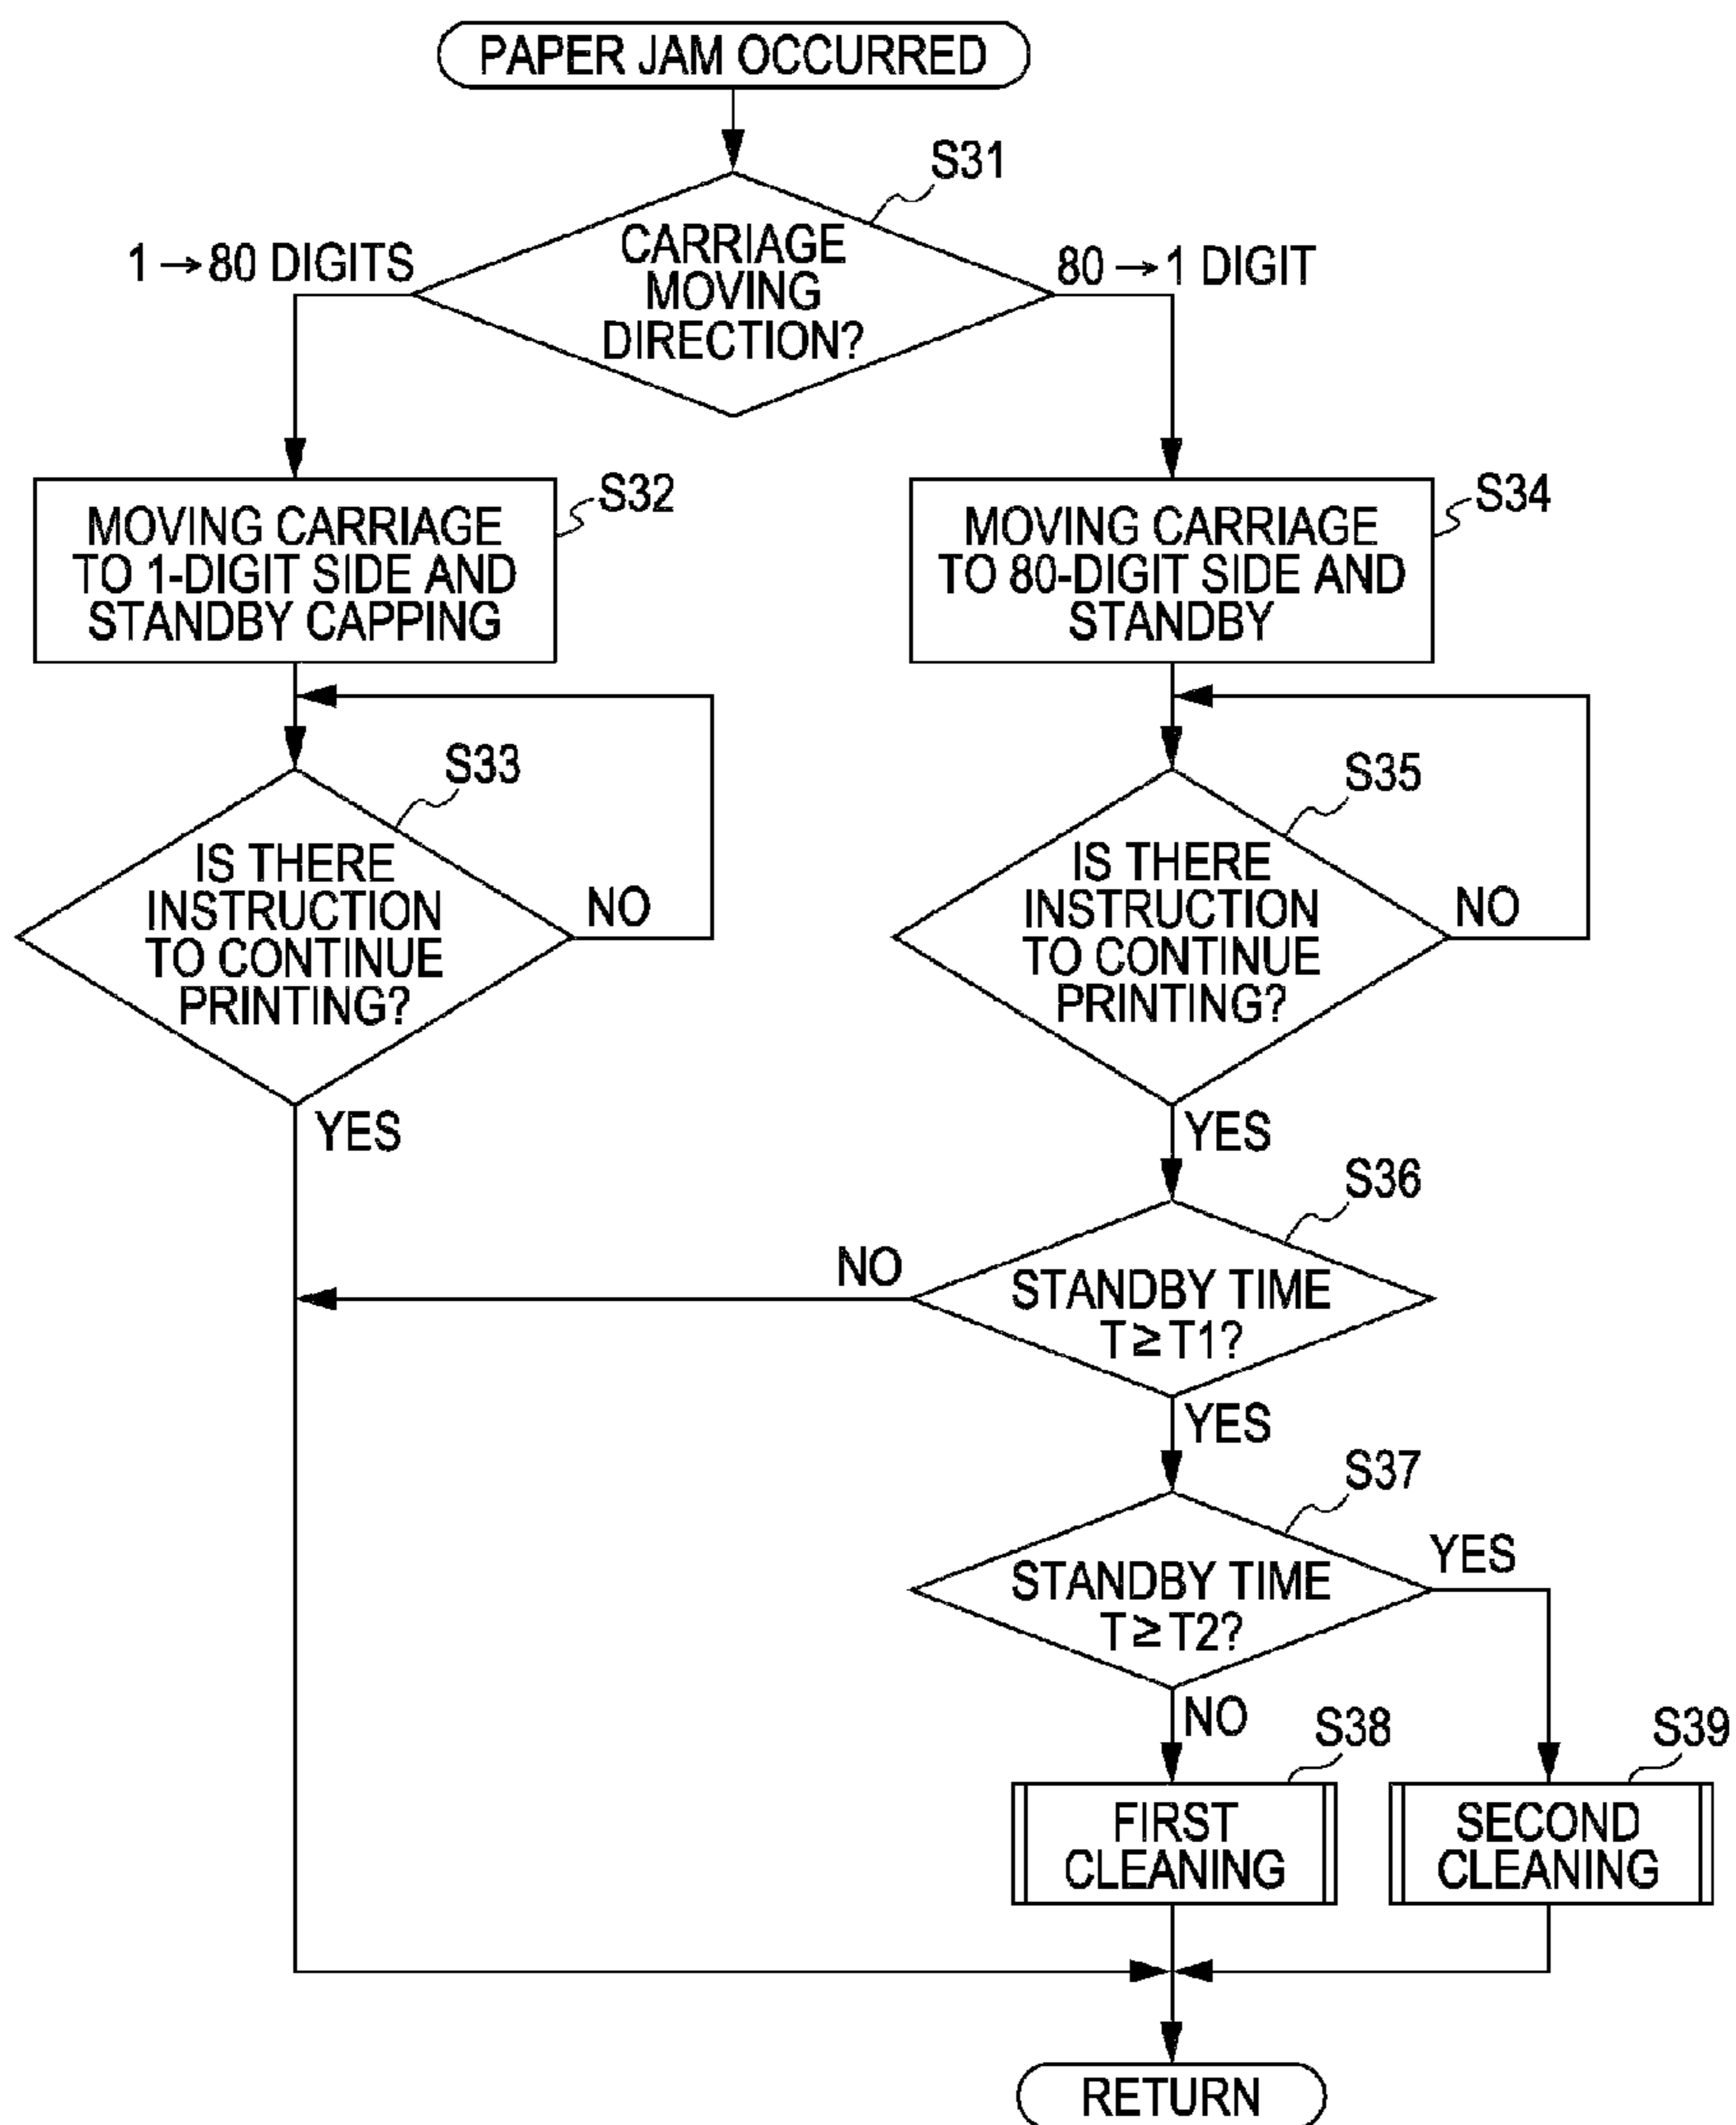 PAPER JAM OCCURRED
S31
CARRIAGE
MOVING
DIRECTION?
1→80 DIGITS
80→1 DIGIT
S32
MOVING CARRIAGE
TO 1-DIGIT SIDE AND
STANDBY CAPPING
S34
MOVING CARRIAGE
TO 80-DIGIT SIDE AND
STANDBY
S33
IS THERE
INSTRUCTION
TO CONTINUE
PRINTING?
NO
YES
S35
IS THERE
INSTRUCTION
TO CONTINUE
PRINTING?
NO
YES
S36
STANDBY TIME
T≥T1?
NO
YES
S37
STANDBY TIME
T≥T2?
YES
NO
S38
FIRST
CLEANING
S39
SECOND
CLEANING
RETURN